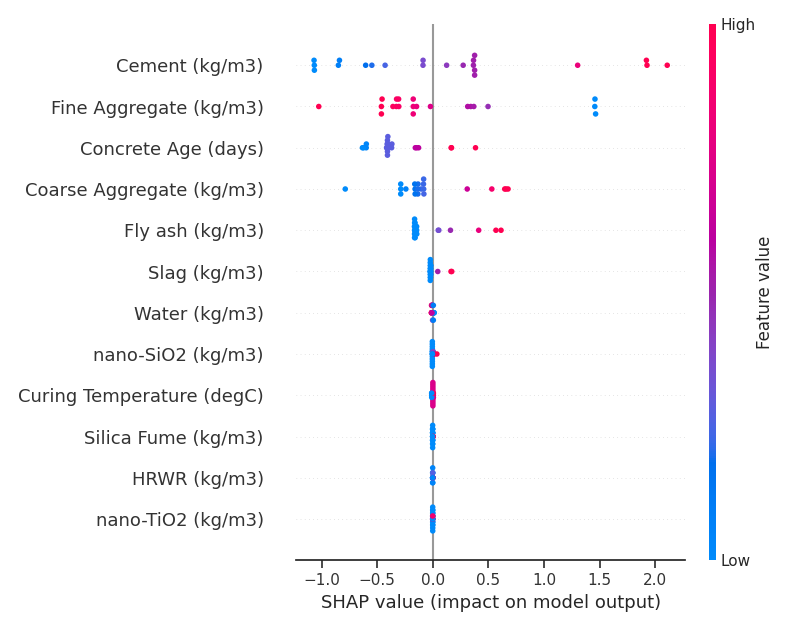 High
Cement (kg/m3)
Fine Aggregate (kg/m3)
Concrete Age (days)
Coarse Aggregate (kg/m3)
Fly ash (kg/m3)
Slag (kg/m3)
Water (kg/m3)
nano-SiO2 (kg/m3)
Curing Temperature (degC)
Silica Fume (kg/m3)
HRWR (kg/m3)
nano-TiO2 (kg/m3)
Feature value
Low
−1.0 −0.5 0.0 0.5 1.0 1.5 2.0
SHAP value (impact on model output)